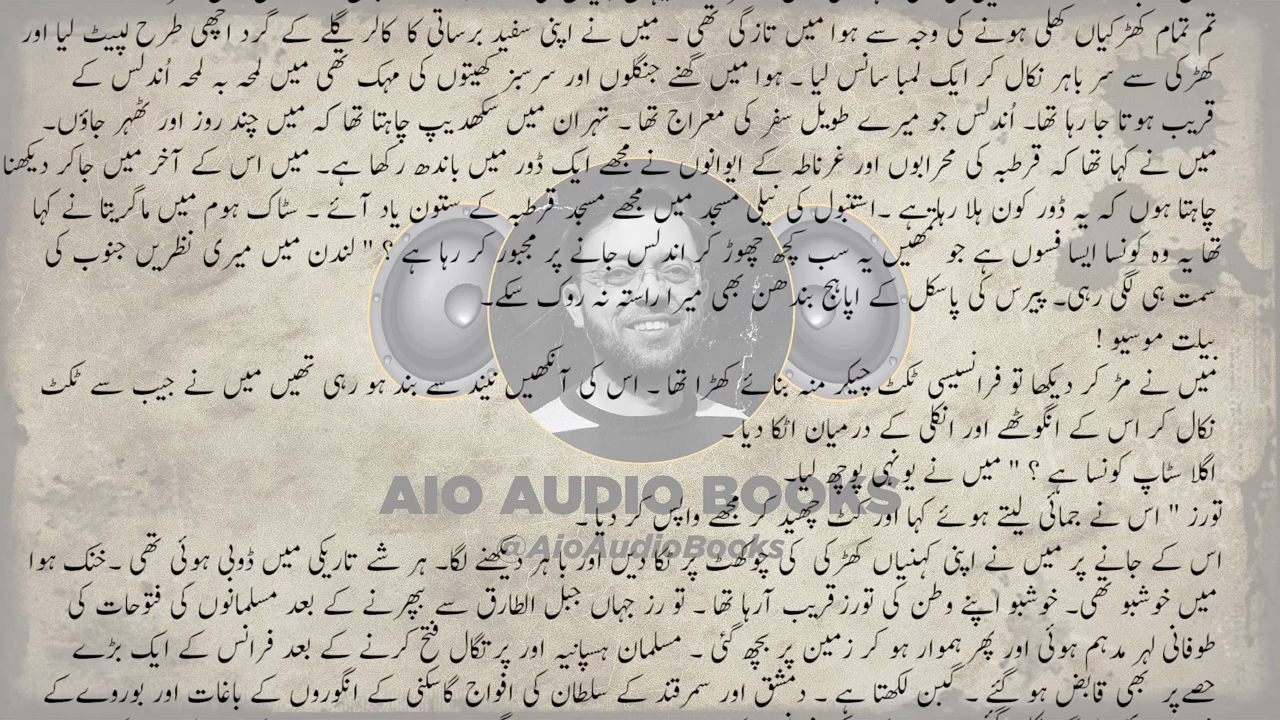 تم تمام کھڑکیاں کھلی ہونے کی وجہ سے ہوا میں تازگی تھی ۔ میں نے اپنی سفید برساتی کا کالر گلے کے گرد اچھی طرح لپیٹ لیا اور
کھڑکی سے سر باہر نکال کر ایک لمبا سانس لیا ۔ ہوا میں گھنے جنگلوں اور سرسبز کھیتوں کی مہک تھی میں لمحہ بہ لمحہ اُندلس کے
قریب ہوتا جا رہا تھا۔ اُندلس جو میرے طویل سفر کی معراج تھا ۔ تہران میں سکھدیپ چاہتا تھا کہ میں چند روز اور ٹھہر جاؤں۔
میں نے کہا تھا کہ قرطبہ کی محرابوں اور غرناطہ کے ایوانوں نے مجھے ایک ڈور میں باندھ رکھا ہے۔ میں اس کے آخر میں جاکر دیکھنا
چاہتا ہوں کہ یہ ڈور کون ہلا رہا ہے ۔استنبول کی نیلی مسجد میں مجھے مسجد قرطبہ کے ستون یاد آئے ۔ سٹاک ہوم میں ماگریتا نے کہا
تھا یہ وہ کونسا ایسا فسوں ہے جو تمھیں یہ سب کچھ چھوڑ کر اندلس جانے پر مجبور کر رہا ہے ؟ " لندن میں میری نظریں جنوب کی
سمت ہی لگی رہی۔ پیرس کی پاسکل کے اپاہج بندھن بھی میرا راستہ نہ روک سکے۔
بیلت موسیو !
میں نے مڑ کر دیکھا تو فرانسیسی ٹکٹ چیکر منہ بنائے کھڑا تھا ۔ اس کی آنکھیں نیند سے بند ہو رہی تھیں میں نے جیب سے ٹکٹ
نکال کر اس کے انگوٹھے اور انگلی کے درمیان اٹکا دیا ۔
اگلا سٹاپ کونسا ہے ؟ " میں نے یونہی پوچھ لیا۔
تورز " اس نے جمائی لیتے ہوئے کہا اور ٹکٹ چھید کر مجھے واپس کر دیا ۔
AIO AUDIO BOOKS
@AioAudioBooks
اس کے جانے پر میں نے اپنی کہنیاں کھڑکی کی چوکھٹ پر ٹکا دیں اور باہر دیکھنے لگا۔ ہر شے تاریکی میں ڈوبی ہوئی تھی ۔خنک ہوا
میں خوشبو تھی۔ خوشبو اپنے وطن کی تورز قریب آرہا تھا ۔ تو رز جہاں جبل الطارق سے بپھرنے کے بعد مسلمانوں کی فتوحات کی
طوفانی لہر مدہم ہوئی اور پھر ہموار ہو کر زمین پر بچھ گئی ۔ مسلمان ہسپانیہ اور پرتگال فتح کرنے کے بعد فرانس کے ایک بڑے
حصے پر بھی قابض ہو گئے ۔ گبن لکھتا ہے ۔ دمشق اور سمرقند کے سلطان کی افواج گاسکنی کے انگوروں کے باغات اور بوروے کے